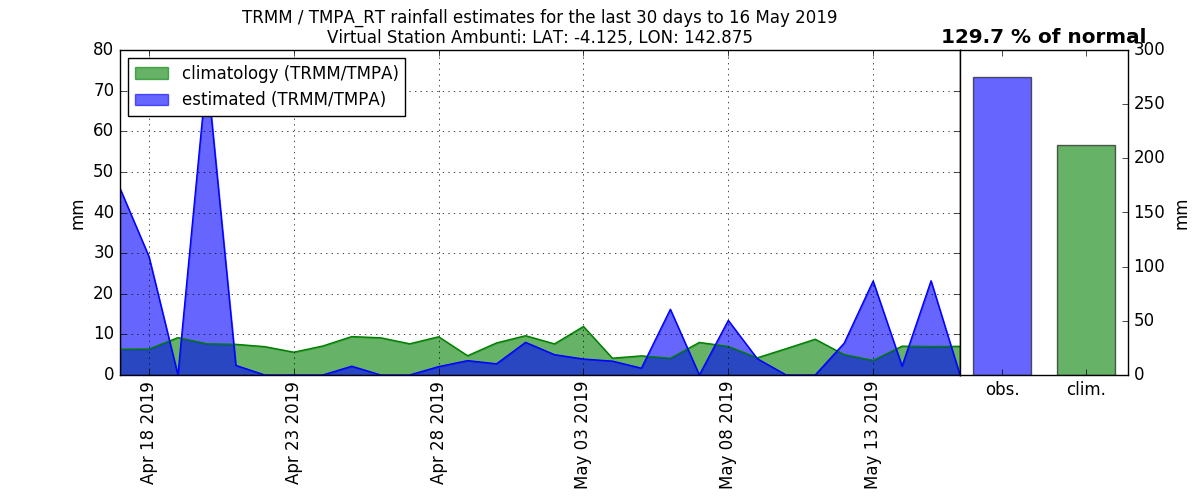 TRMM / TMPA_RT rainfall estimates for the last 30 days to 16 May 2019
Virtual Station Ambunti: LAT: -4.125, LON: 142.875
129.7 % of normal
climatology (TRMM/TMPA)
estimated (TRMM/TMPA)
80
70
60
50
40
30
20
10
0
mm
Apr 18 2019
Apr 23 2019
Apr 28 2019
May 03 2019
May 08 2019
May 13 2019
obs.
clim.
300
250
200
150
100
50
0
mm